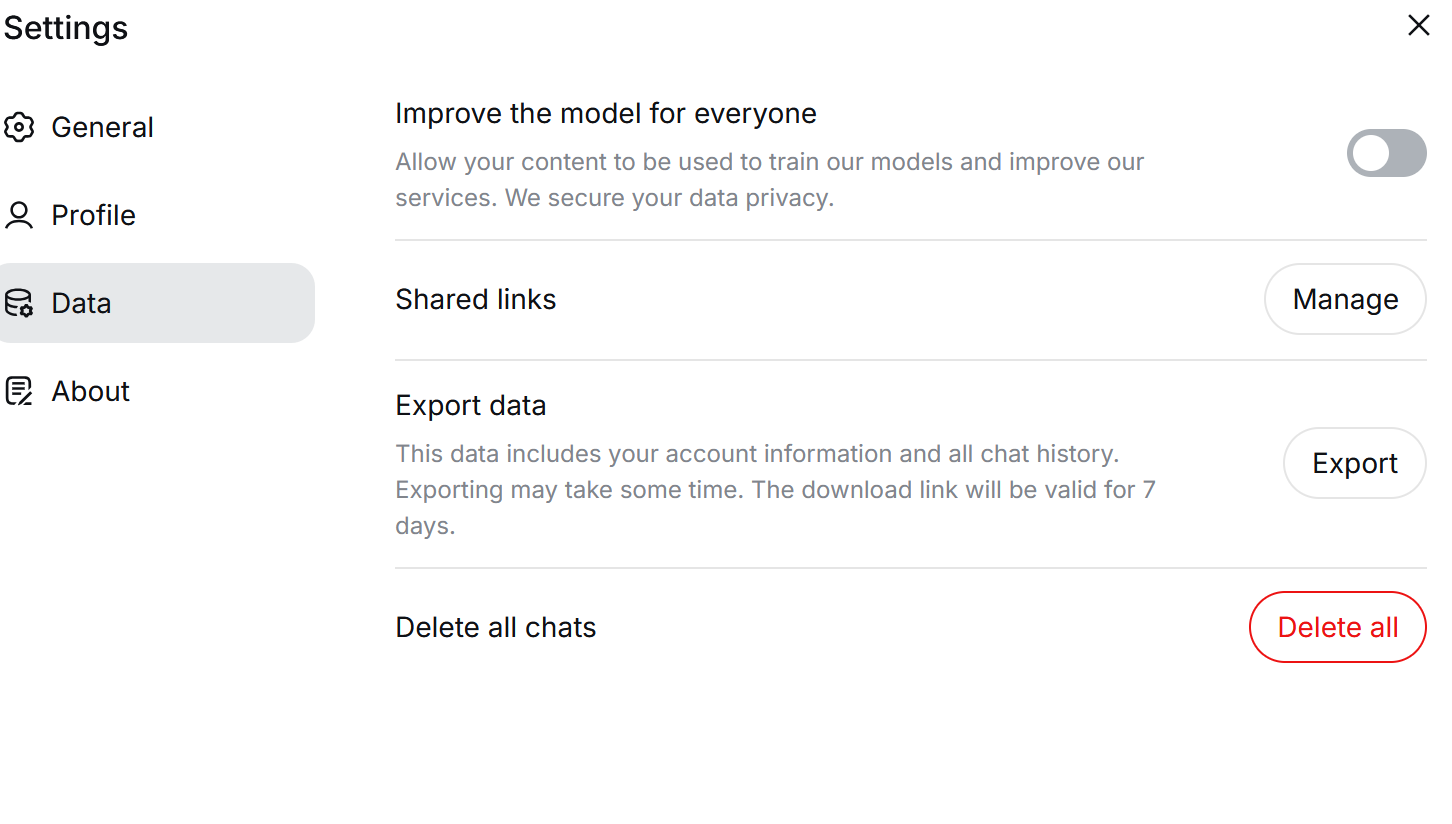 Settings
General
Profile
Data
About
Improve the model for everyone
Allow your content to be used to train our models and improve our
services. We secure your data privacy.
Shared links
Manage
Export data
This data includes your account information and all chat history.
Exporting may take some time. The download link will be valid for 7
days.
Export
Delete all chats
Delete all